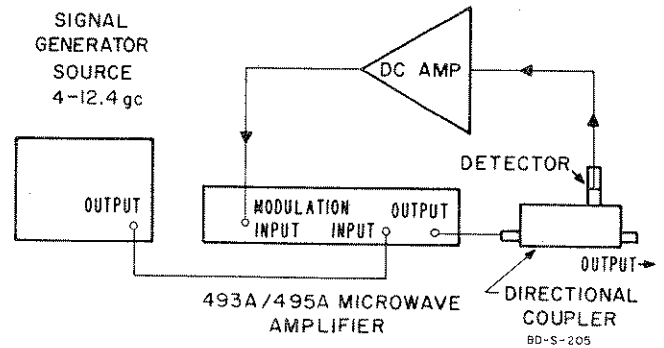 SIGNAL
GENERATOR
SOURCE
4-12.4 gc
DC AMP
DETECTOR
OUTPUT
MODULATION
INPUT
INPUT
OUTPUT
OUTPUT
493A/495A MICROWAVE
AMPLIFIER
DIRECTIONAL
COUPLER
BD-S-205